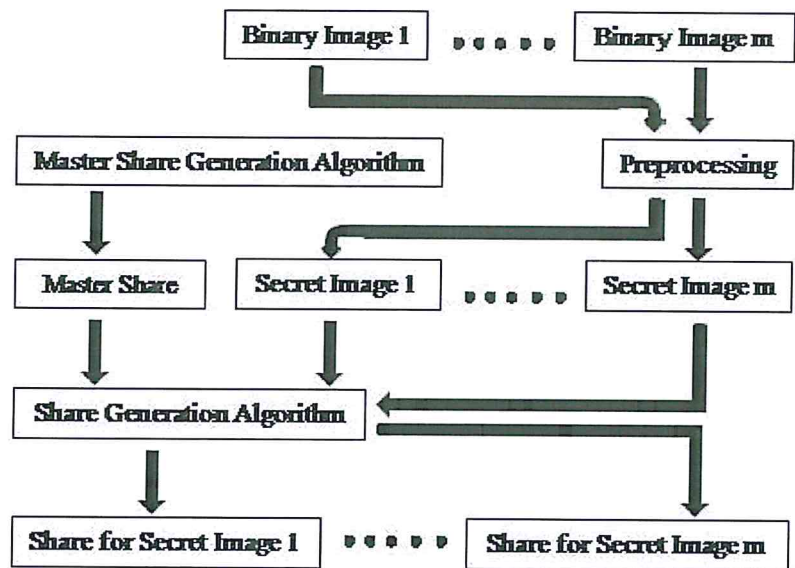 Binary Image 1
Binary Image m
Master Share Generation Algorithm
Preprocessing
Master Share
Secret Image 1
Secret Image m
Share Generation Algorithm
Share for Secret Image 1
Share for Secret Image m